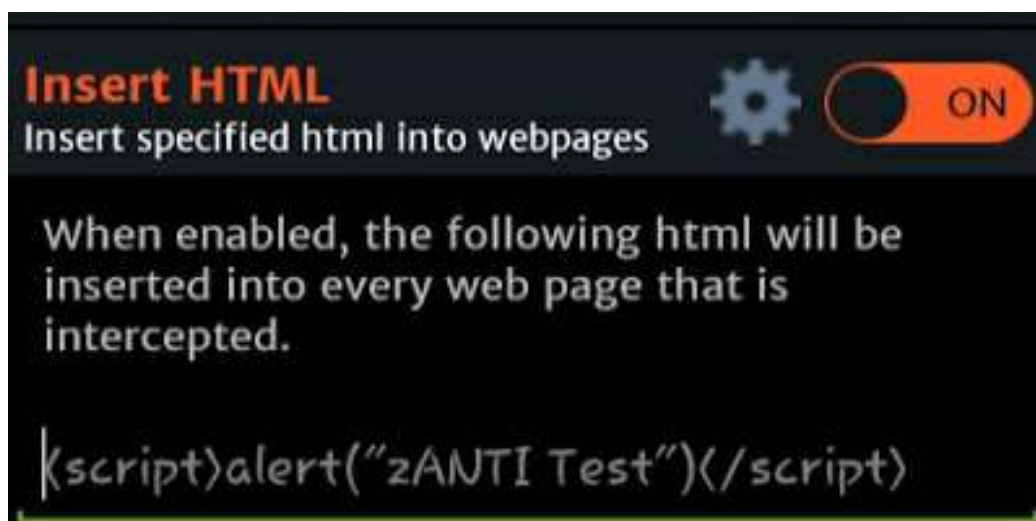 Insert HTML
ON
Insert specified html into webpages
When enabled, the following html will be
inserted into every web page that is
intercepted.
<script>alert("zANTI Test")</script>